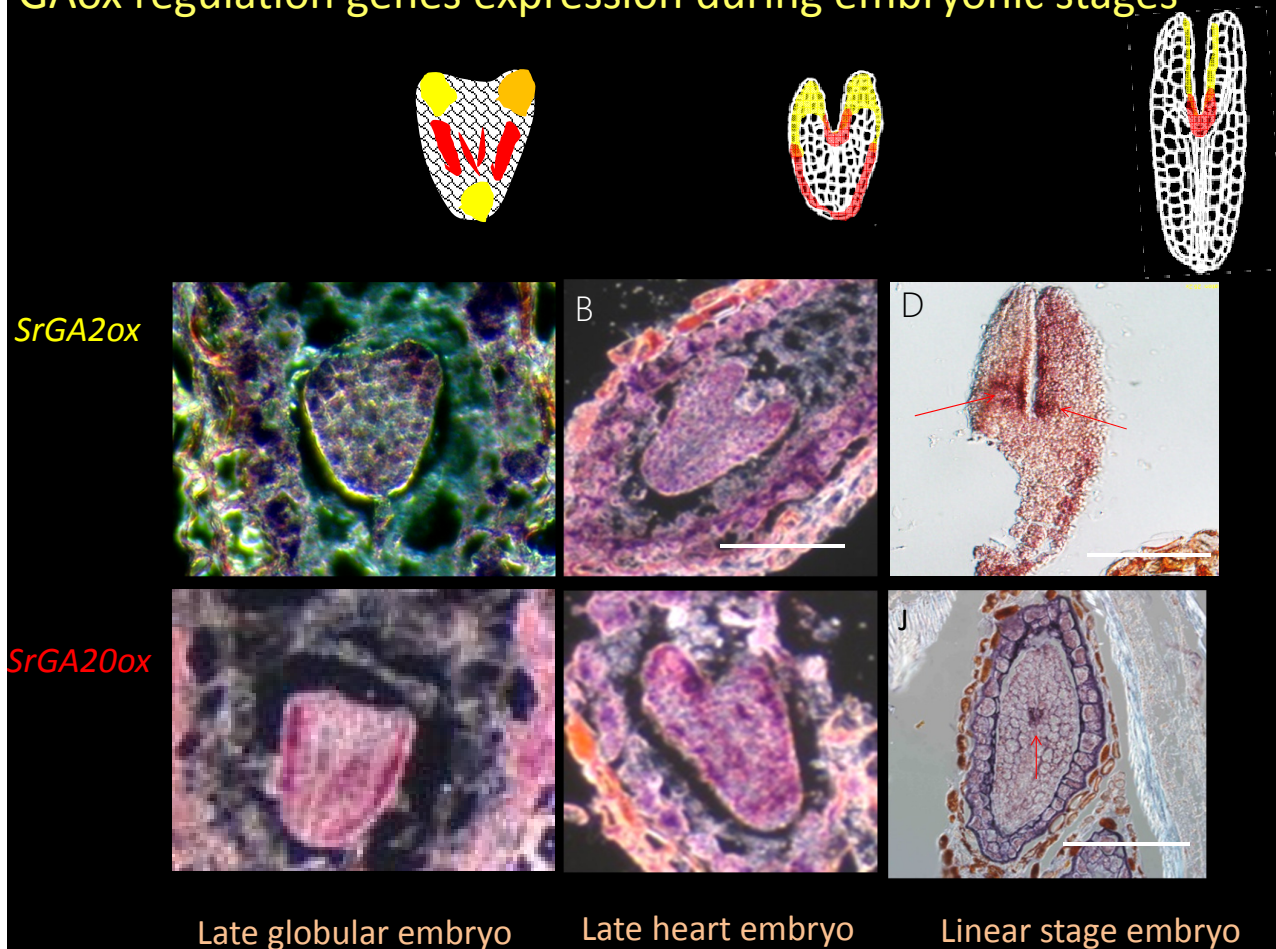 GAox regulation genes expression during embryonic stages
SrGA2ox
B
D
SrGA20ox
J
Late globular embryo
Late heart embryo
Linear stage embryo